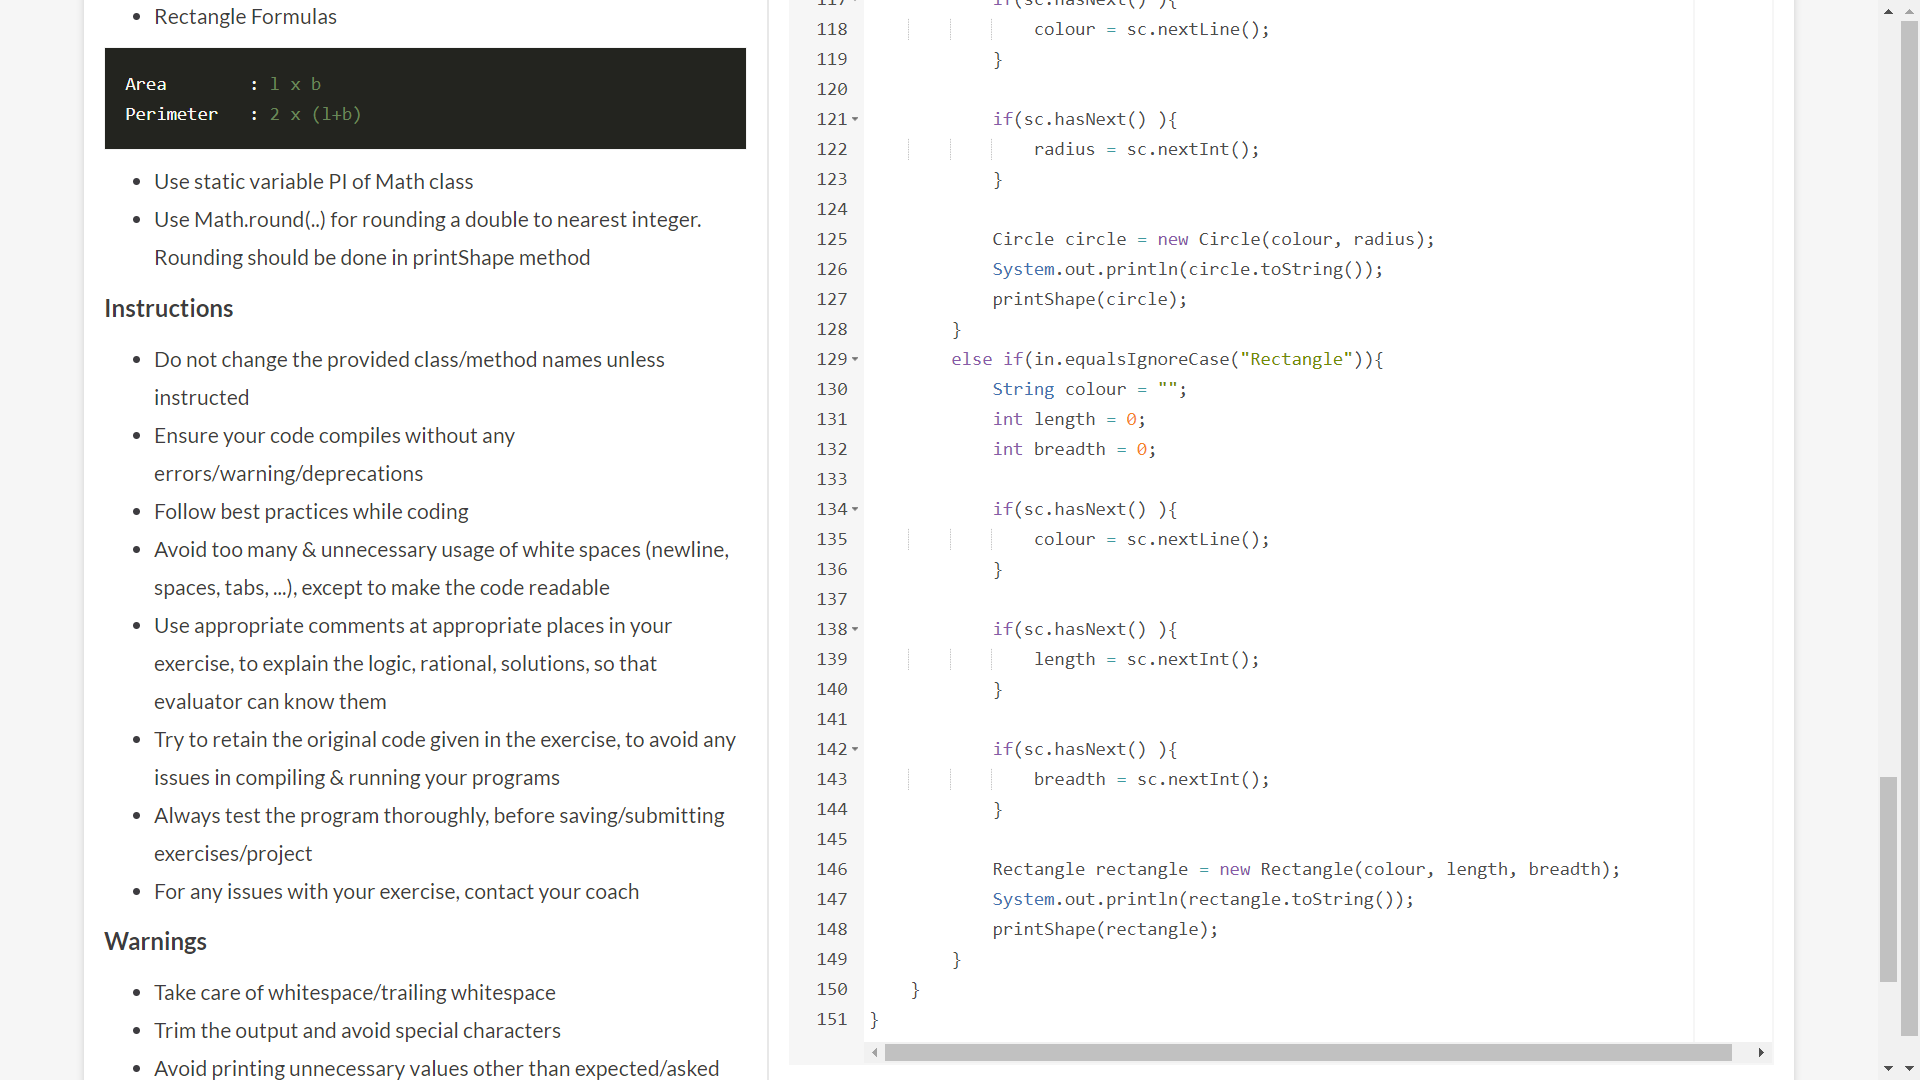 Rectangle Formulas
Area : l x b
Perimeter : 2 x (l+b)
Use static variable PI of Math class
Use Math.round(..) for rounding a double to nearest integer.
Rounding should be done in printShape method
Instructions
Do not change the provided class/method names unless
instructed
Ensure your code compiles without any
errors/warning/deprecations
Follow best practices while coding
Avoid too many & unnecessary usage of white spaces (newline,
spaces, tabs, ...), except to make the code readable
Use appropriate comments at appropriate places in your
exercise, to explain the logic, rational, solutions, so that
evaluator can know them
Try to retain the original code given in the exercise, to avoid any
issues in compiling & running your programs
Always test the program thoroughly, before saving/submitting
exercises/project
For any issues with your exercise, contact your coach
Warnings
Take care of whitespace/trailing whitespace
Trim the output and avoid special characters
Avoid printing unnecessary values other than expected/asked
117 if(sc.hasNext() ){
118 colour = sc.nextLine();
119 }
120
121 if(sc.hasNext() ){
122 radius = sc.nextInt();
123 }
124
125 Circle circle = new Circle(colour, radius);
126 System.out.println(circle.toString());
127 printShape(circle);
128 }
129 else if(in.equalsIgnoreCase("Rectangle")){
130 String colour = "";
131 int length = 0;
132 int breadth = 0;
133
134 if(sc.hasNext() ){
135 colour = sc.nextLine();
136 }
137
138 if(sc.hasNext() ){
139 length = sc.nextInt();
140 }
141
142 if(sc.hasNext() ){
143 breadth = sc.nextInt();
144 }
145
146 Rectangle rectangle = new Rectangle(colour, length, breadth);
147 System.out.println(rectangle.toString());
148 printShape(rectangle);
149 }
150 }
151 }